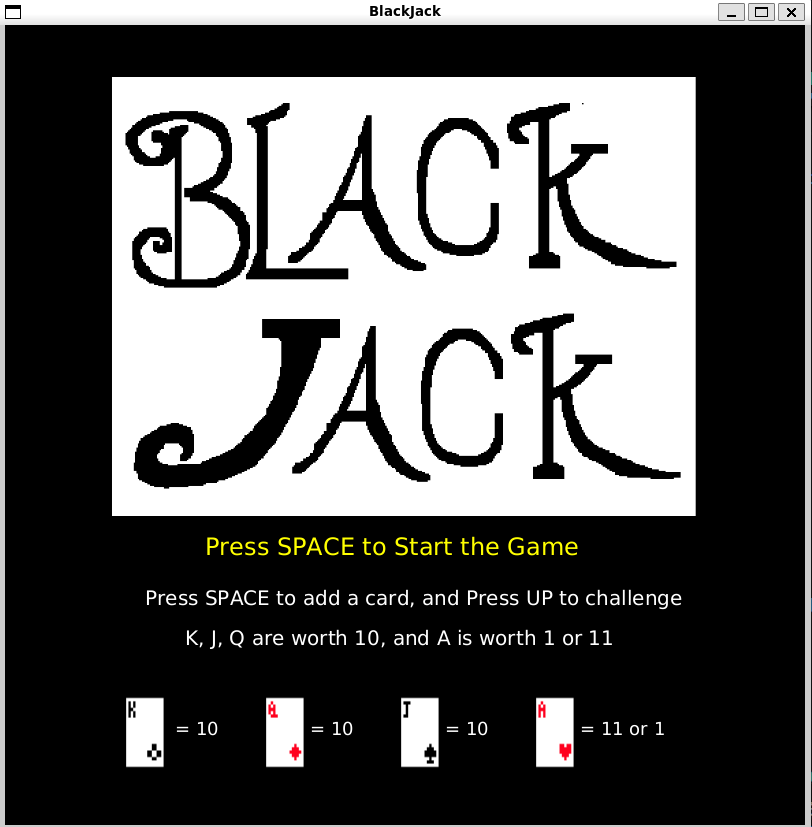 BlackJack
BLACK
JACK
Press SPACE to Start the Game
Press SPACE to add a card, and Press UP to challenge
K, J, Q are worth 10, and A is worth 1 or 11
K = 10 Q = 10 J = 10 A = 11 or 1